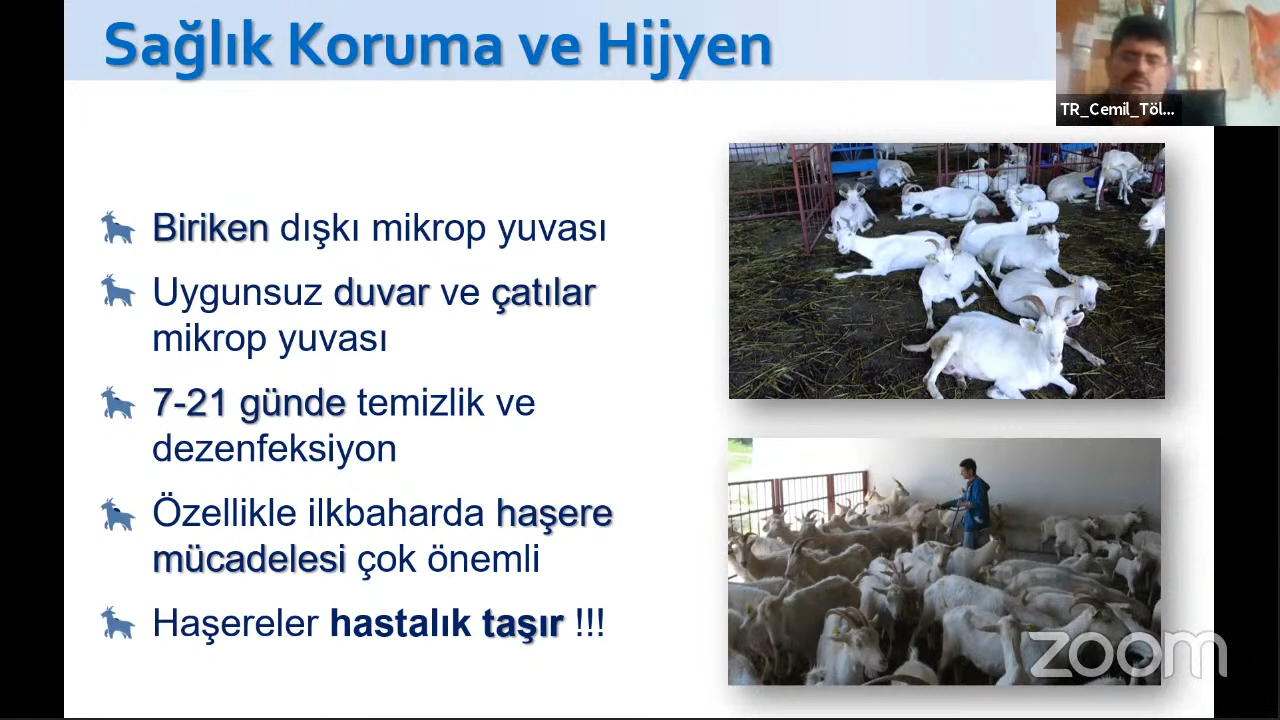 Sağlık Koruma ve Hijyen
TR_Cemil_Töl...
Biriken dışkı mikrop yuvası
Uygunsuz duvar ve çatılar
mikrop yuvası
7-21 günde temizlik ve
dezenfeksiyon
Özellikle ilkbaharda haşere
mücadelesi çok önemli
Haşereler hastalık taşır !!!
zoom